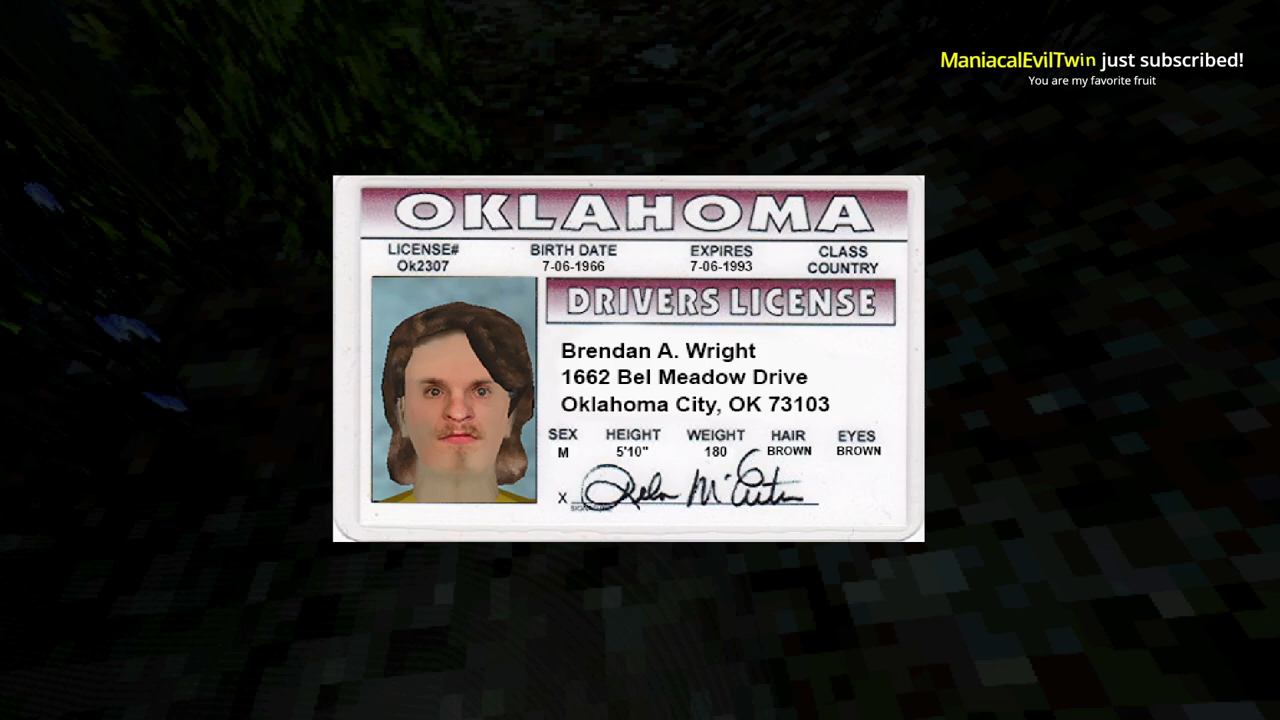 ManiacalEvilTwin just subscribed!
You are my favorite fruit
OKLAHOMA
LICENSE# BIRTH DATE EXPIRES CLASS
Ok2307 7-06-1966 7-06-1993 COUNTRY
DRIVERS LICENSE
Brendan A. Wright
1662 Bel Meadow Drive
Oklahoma City, OK 73103
SEX HEIGHT WEIGHT HAIR EYES
M 5'10" 180 BROWN BROWN
X